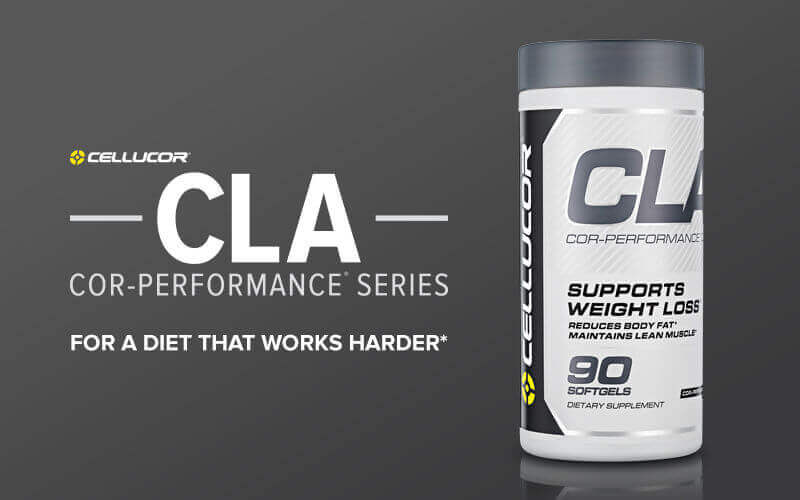 CELLUCOR®
CLA
COR-PERFORMANCE® SERIES
FOR A DIET THAT WORKS HARDER*
CELLUCOR
CLA
COR-PERFORMANCE
SUPPORTS
WEIGHT LOSS*
REDUCES BODY FAT*
MAINTAINS LEAN MUSCLE*
90
SOFTGELS
DIETARY SUPPLEMENT